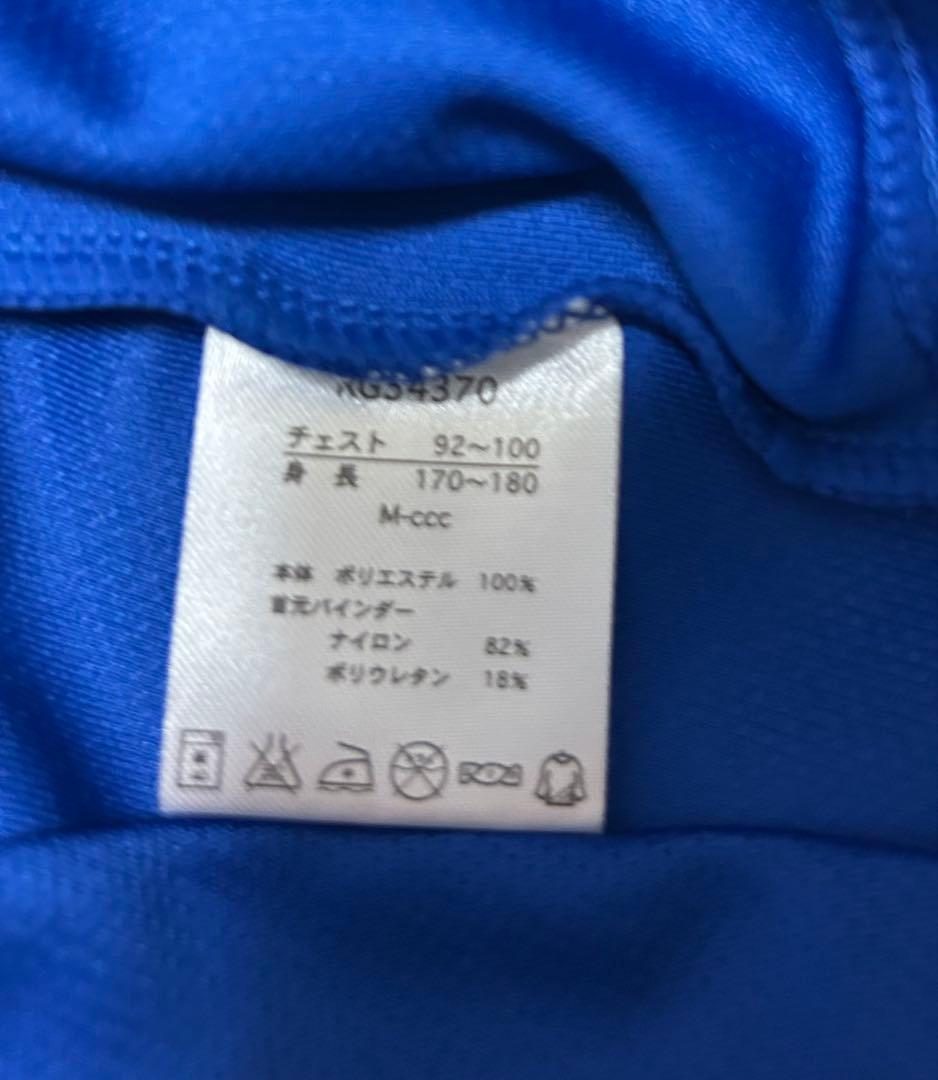 チェスト 92～100
身 長 170～180
M-ccc
本体 ポリエステル 100%
首元バインダー
ナイロン 82%
ポリウレタン 18%